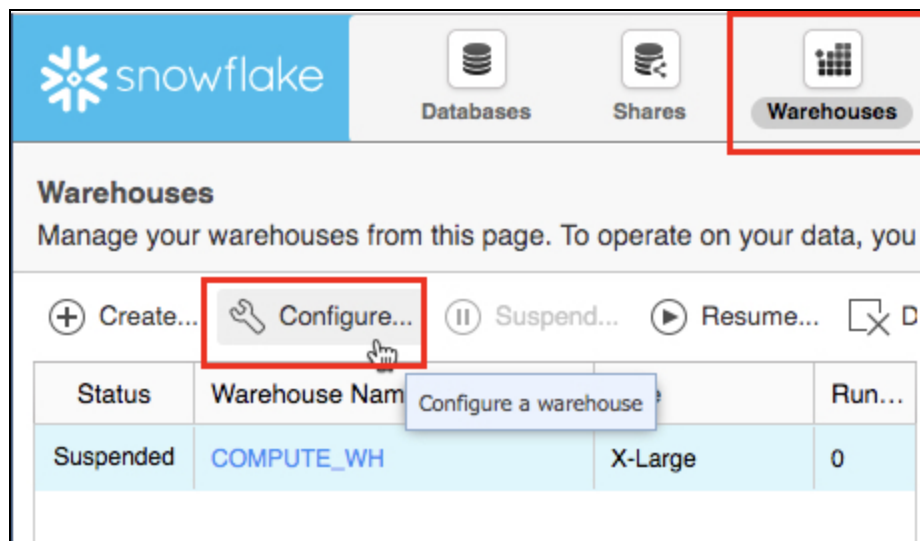 snowflake
Databases Shares Warehouses
Warehouses
Manage your warehouses from this page. To operate on your data, you
Create... Configure... Suspend... Resume... D
Status Warehouse Nam Run...
Configure a warehouse
Suspended COMPUTE_WH X-Large 0